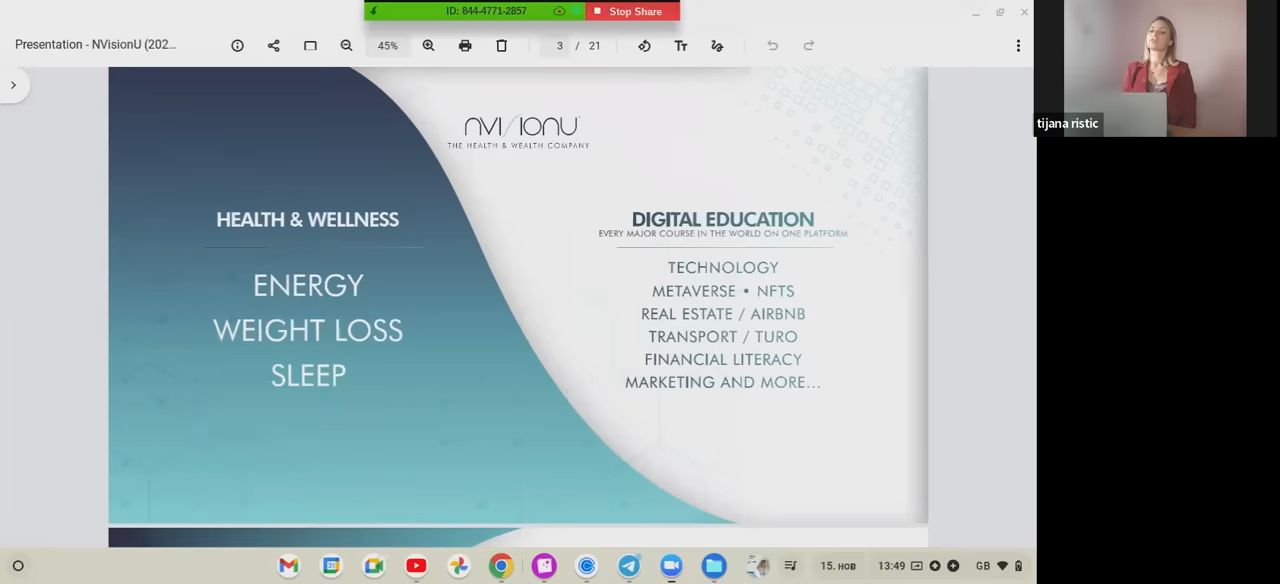 ID: 844-4771-2857
Stop Share
Presentation - NVisionU (202...
45%
3 / 21
tijana ristic
nvisionu
THE HEALTH & WEALTH COMPANY
HEALTH & WELLNESS
ENERGY
WEIGHT LOSS
SLEEP
DIGITAL EDUCATION
EVERY MAJOR COURSE IN THE WORLD ON ONE PLATFORM
TECHNOLOGY
METAVERSE • NFTS
REAL ESTATE / AIRBNB
TRANSPORT / TURO
FINANCIAL LITERACY
MARKETING AND MORE...
15. нов
13:49
GB